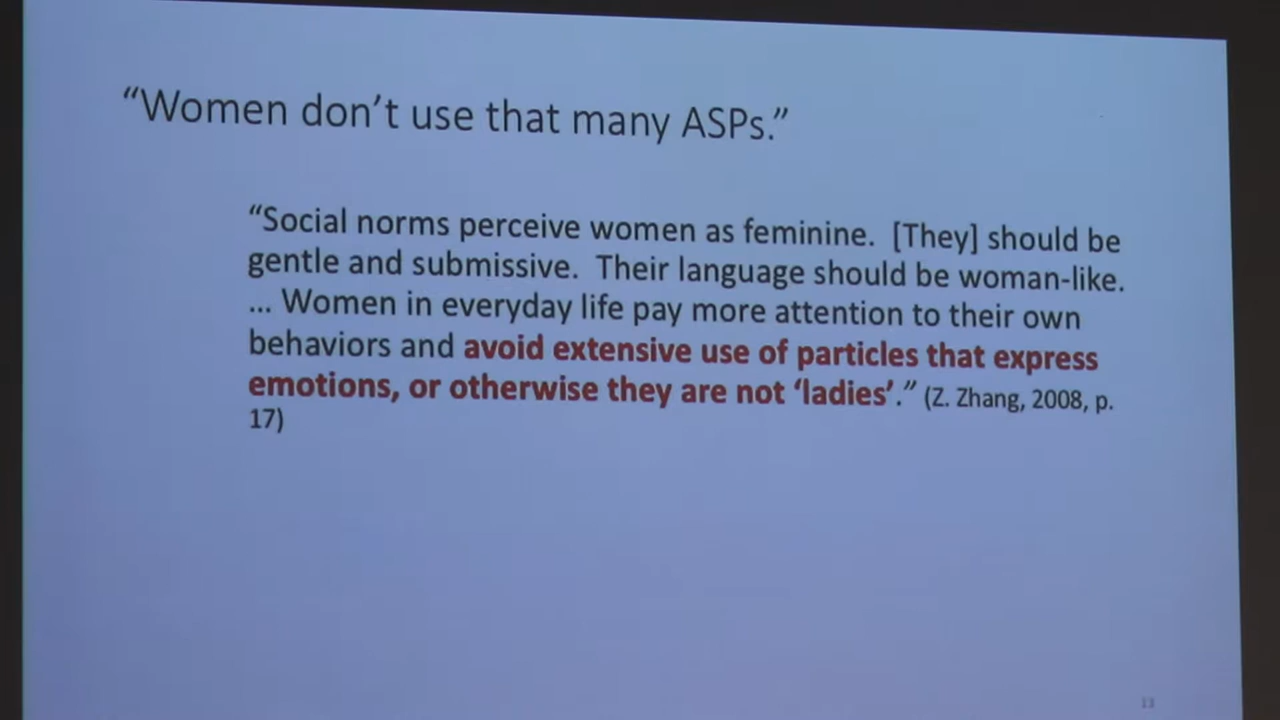 “Women don’t use that many ASPs.”
“Social norms perceive women as feminine. [They] should be
gentle and submissive. Their language should be woman-like.
... Women in everyday life pay more attention to their own
behaviors and avoid extensive use of particles that express
emotions, or otherwise they are not ‘ladies’.” (Z. Zhang, 2008, p.
17)
13